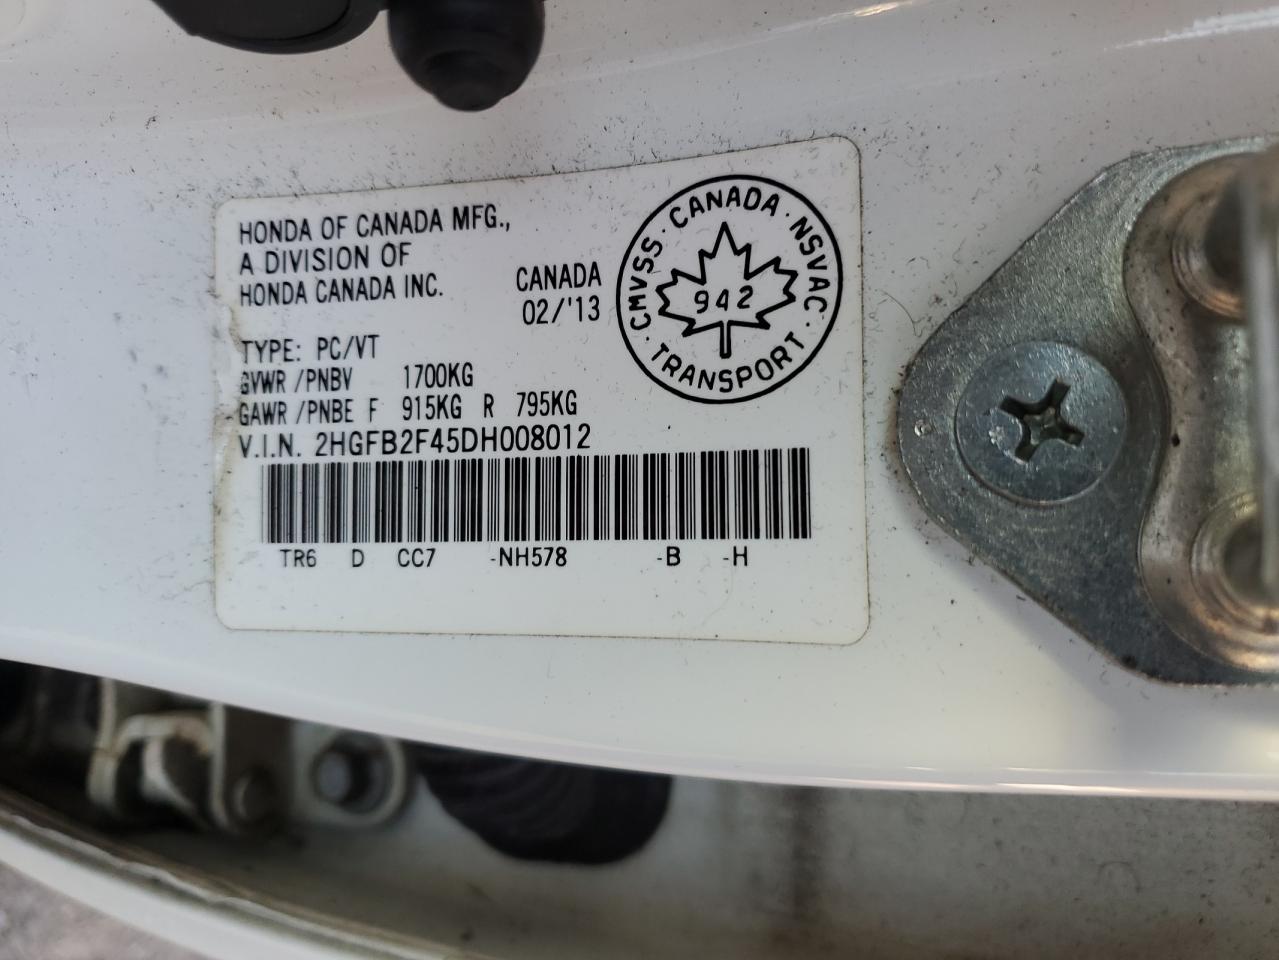 HONDA OF CANADA MFG.,
A DIVISION OF
HONDA CANADA INC.
CANADA
02/'13
CMVSS · CANADA · NSVAC ·
942
· TRANSPORT ·
TYPE: PC/VT
GVWR /PNBV 1700KG
GAWR /PNBE F 915KG R 795KG
V.I.N. 2HGFB2F45DH008012
TR6 D CC7 -NH578 -B -H